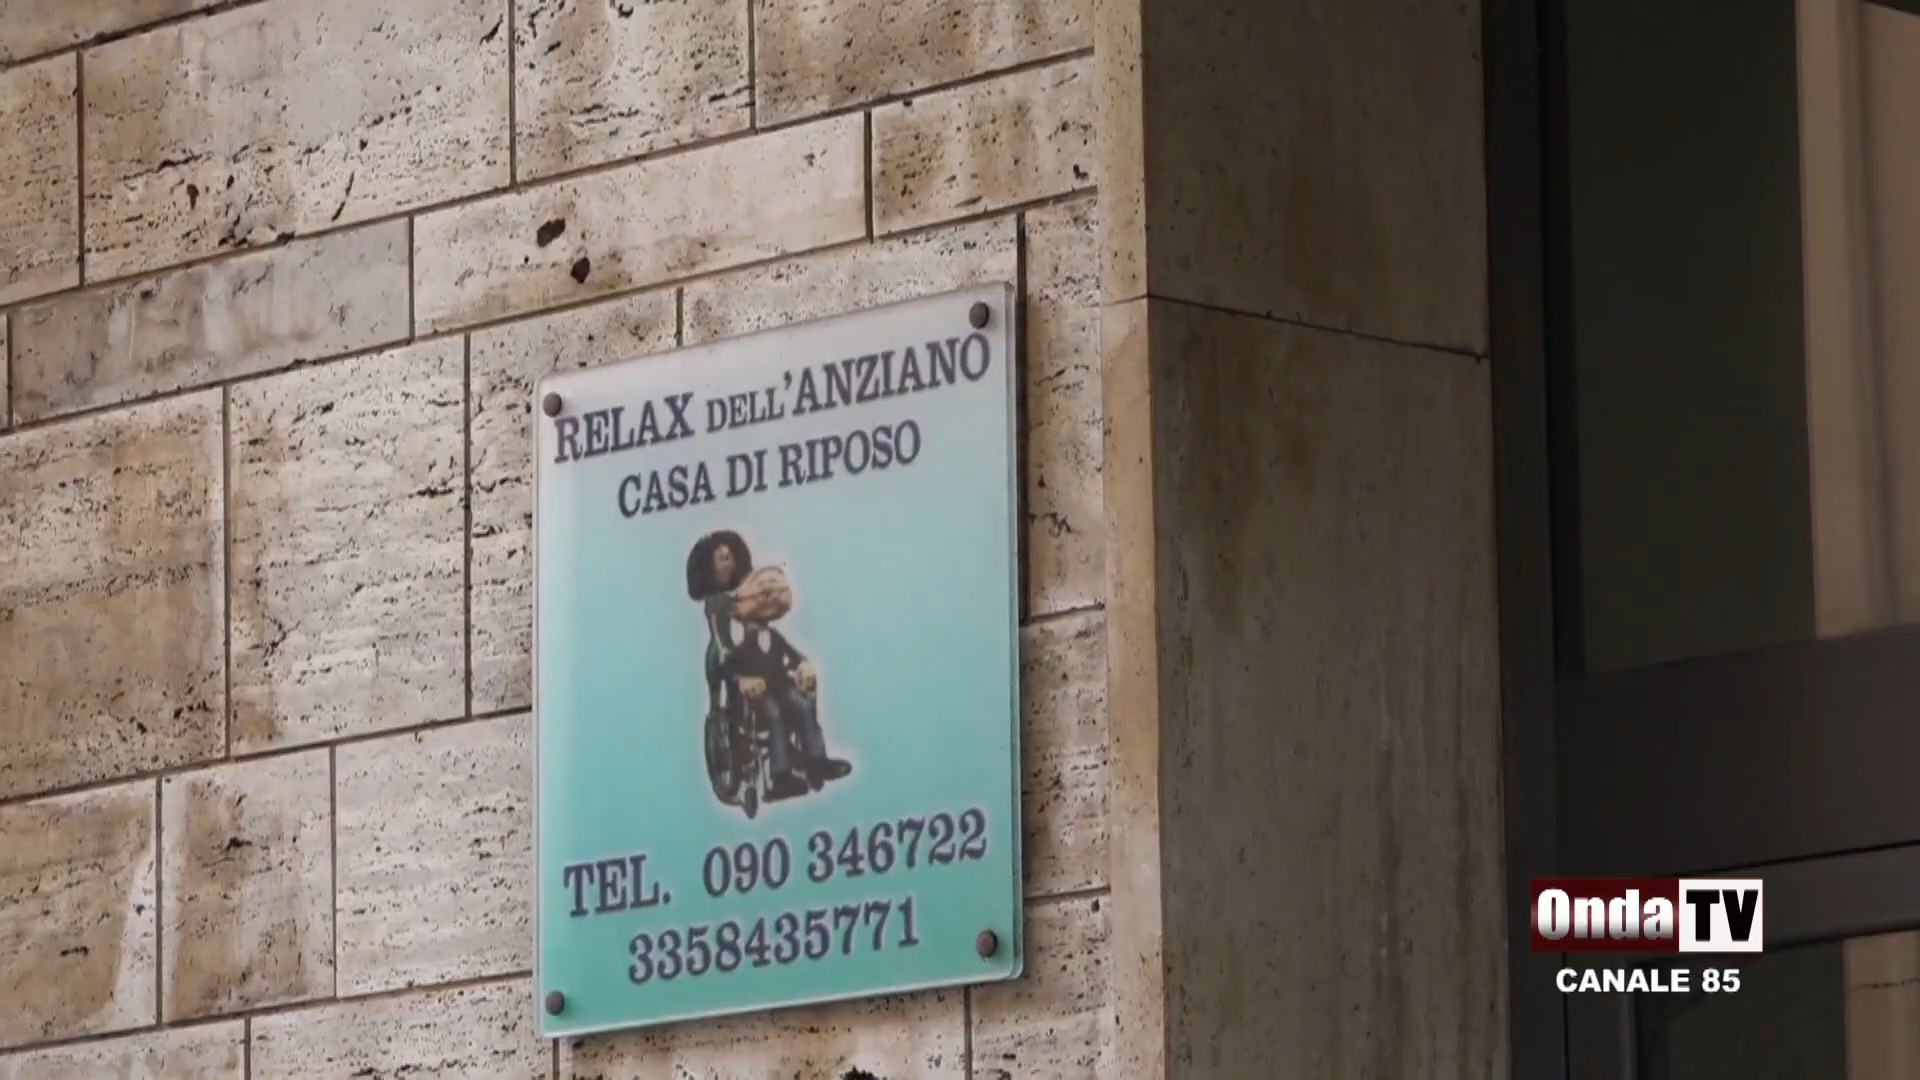 RELAX DELL'ANZIANO
CASA DI RIPOSO
TEL. 090 346722
3358435771
Onda TV
CANALE 85